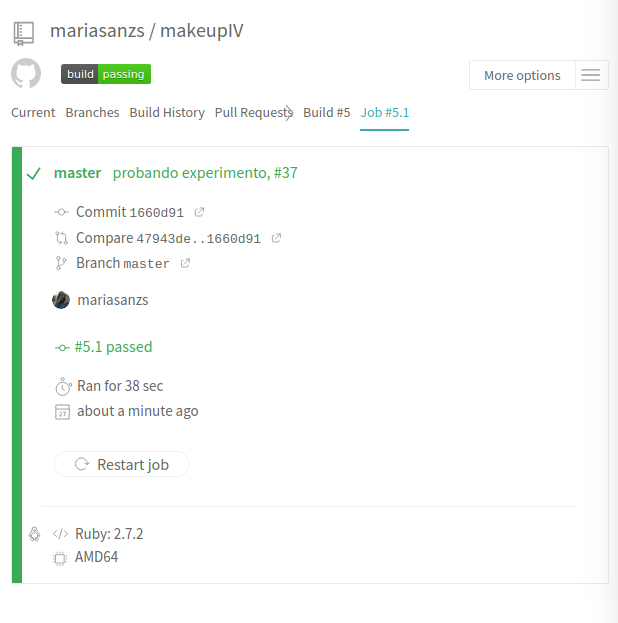 mariasanzs / makeupIV
build passing
More options
Current Branches Build History Pull Requests Build #5 Job #5.1
master probando experimento, #37
Commit 1660d91
Compare 47943de..1660d91
Branch master
mariasanzs
#5.1 passed
Ran for 38 sec
27 about a minute ago
Restart job
</> Ruby: 2.7.2
AMD64